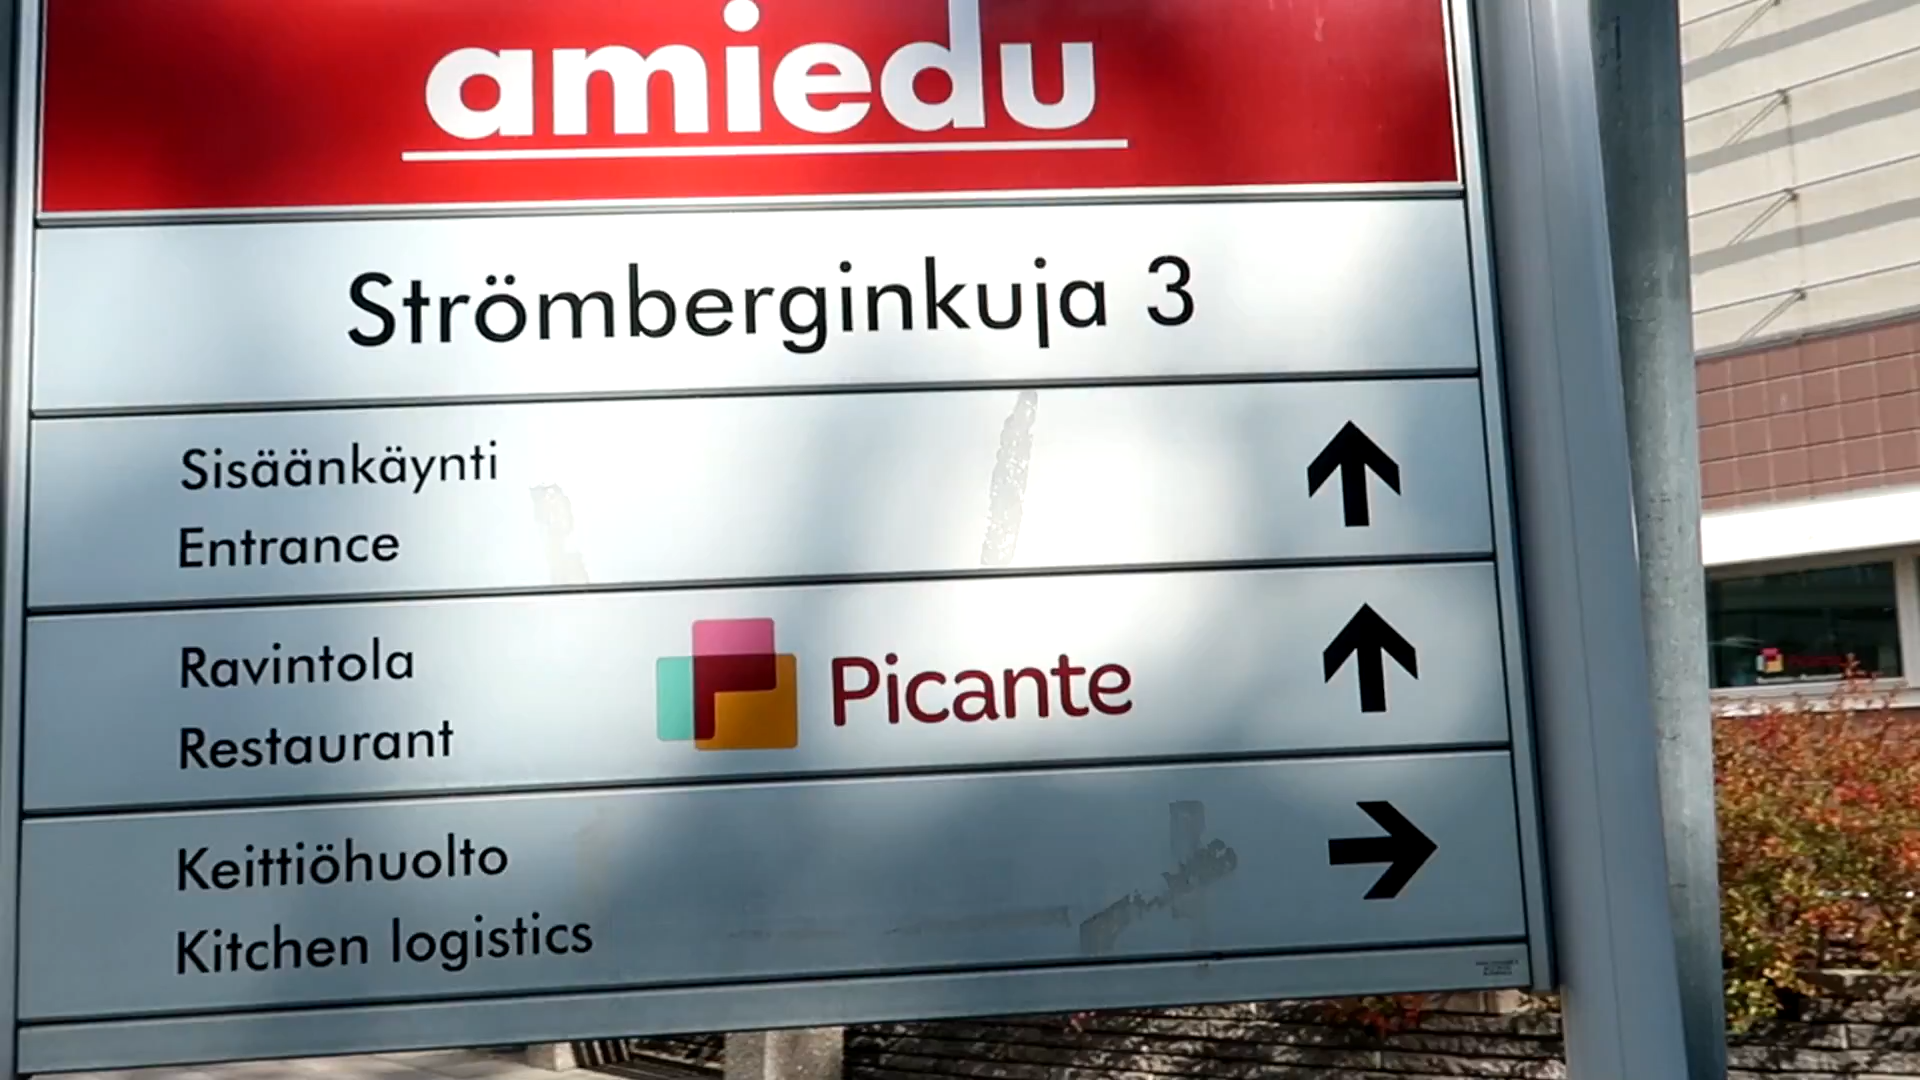 amiedu
Strömberginkuja 3
Sisäänkäynti
Entrance
Ravintola
Restaurant
Picante
Keittiöhuolto
Kitchen logistics